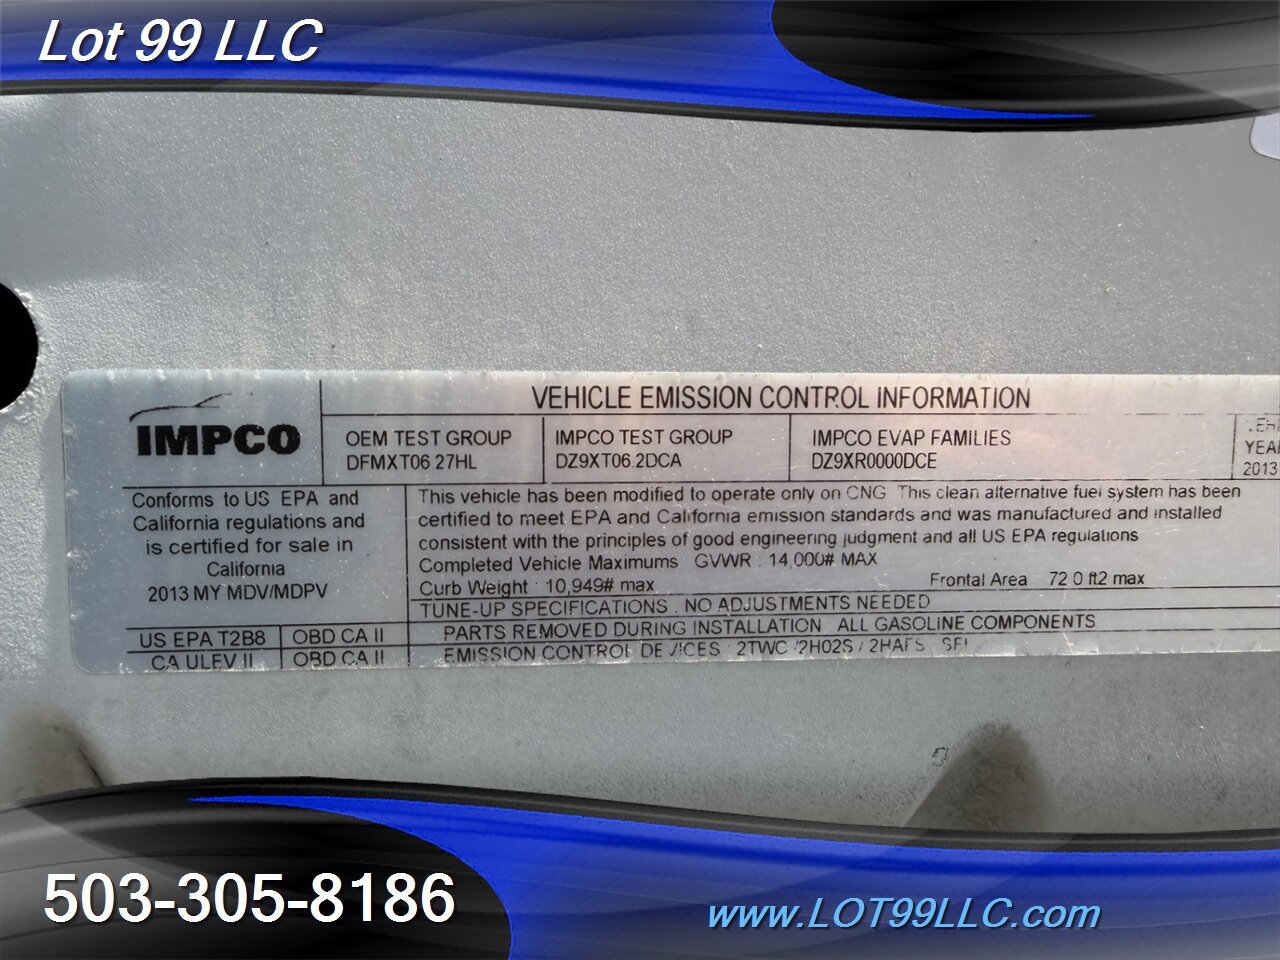 Lot 99 LLC
IMPCO
VEHICLE EMISSION CONTROL INFORMATION
OEM TEST GROUP
DFMXT06 27HL
IMPCO TEST GROUP
DZ9XT06.2DCA
IMPCO EVAP FAMILIES
DZ9XR0000DCE
2013
Conforms to US EPA and
California regulations and
is certified for sale in
California
2013 MY MDV/MDPV
This vehicle has been modified to operate only on CNG This clean alternative fuel system has been
certified to meet EPA and California emission standards and was manufactured and installed
consistent with the principles of good engineering judgment and all US EPA regulations
Completed Vehicle Maximums GVWR : 14,000# MAX
Curb Weight : 10,949# max Frontal Area 72 0 ft2 max
TUNE-UP SPECIFICATIONS . NO ADJUSTMENTS NEEDED
US EPA T2B8 OBD CA II PARTS REMOVED DURING INSTALLATION ALL GASOLINE COMPONENTS
CA ULEV II OBD CA II EMISSION CONTROL DEVICES : 2TWC /2H02S /
503-305-8186
www.LOT99LLC.com